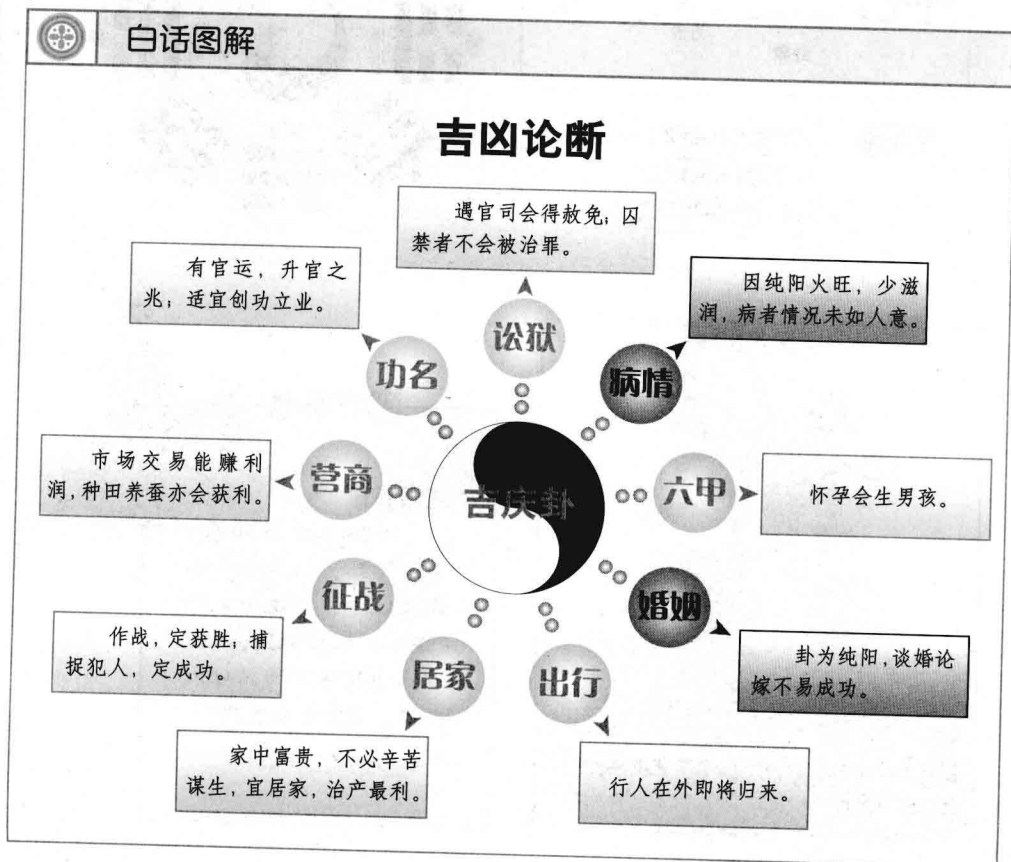 白话图解
吉凶论断
遇官司会得赦免；囚
禁者不会被治罪。
讼狱
因纯阳火旺，少滋
润，病者情况未如人意。
病情
怀孕会生男孩。
六甲
卦为纯阳，谈婚论
嫁不易成功。
婚姻
行人在外即将归来。
出行
家中富贵，不必辛苦
谋生，宜居家，治产最利。
居家
作战，定获胜；捕
捉犯人，定成功。
征战
市场交易能赚利
润，种田养蚕亦会获利。
营商
有官运，升官之
兆；适宜创功立业。
功名
吉庆卦